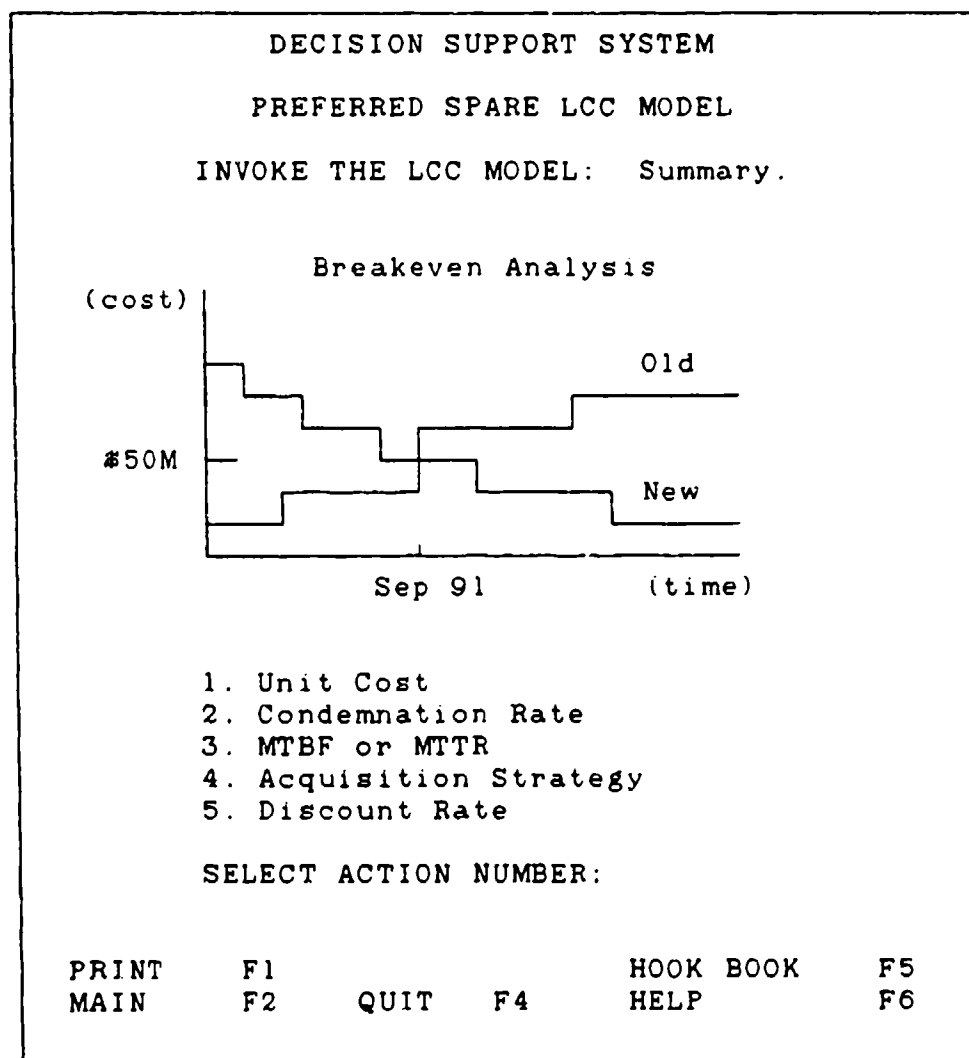 DECISION SUPPORT SYSTEM
PREFERRED SPARE LCC MODEL
INVOKE THE LCC MODEL: Summary.
Breakeven Analysis
(cost)
Old
$50M
New
Sep 91 (time)
1. Unit Cost
2. Condemnation Rate
3. MTBF or MTTR
4. Acquisition Strategy
5. Discount Rate
SELECT ACTION NUMBER:
PRINT F1 HOOK BOOK F5
MAIN F2 QUIT F4 HELP F6